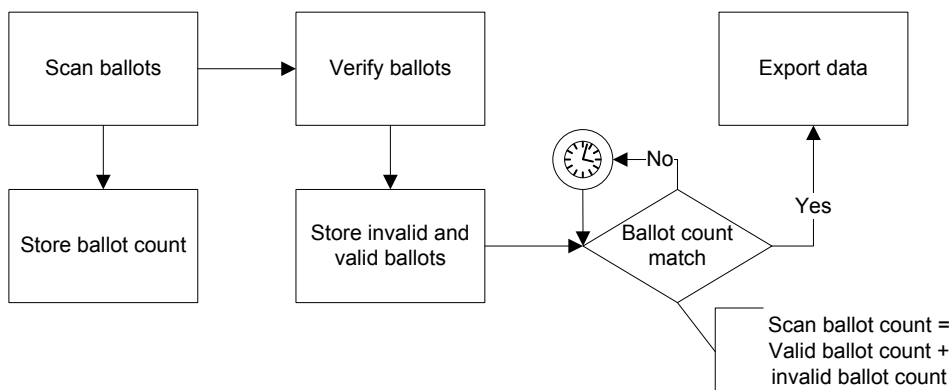 Scan ballots
Verify ballots
Export data
No
Yes
Store ballot count
Store invalid and
valid ballots
Ballot count
match
Scan ballot count =
Valid ballot count +
invalid ballot count